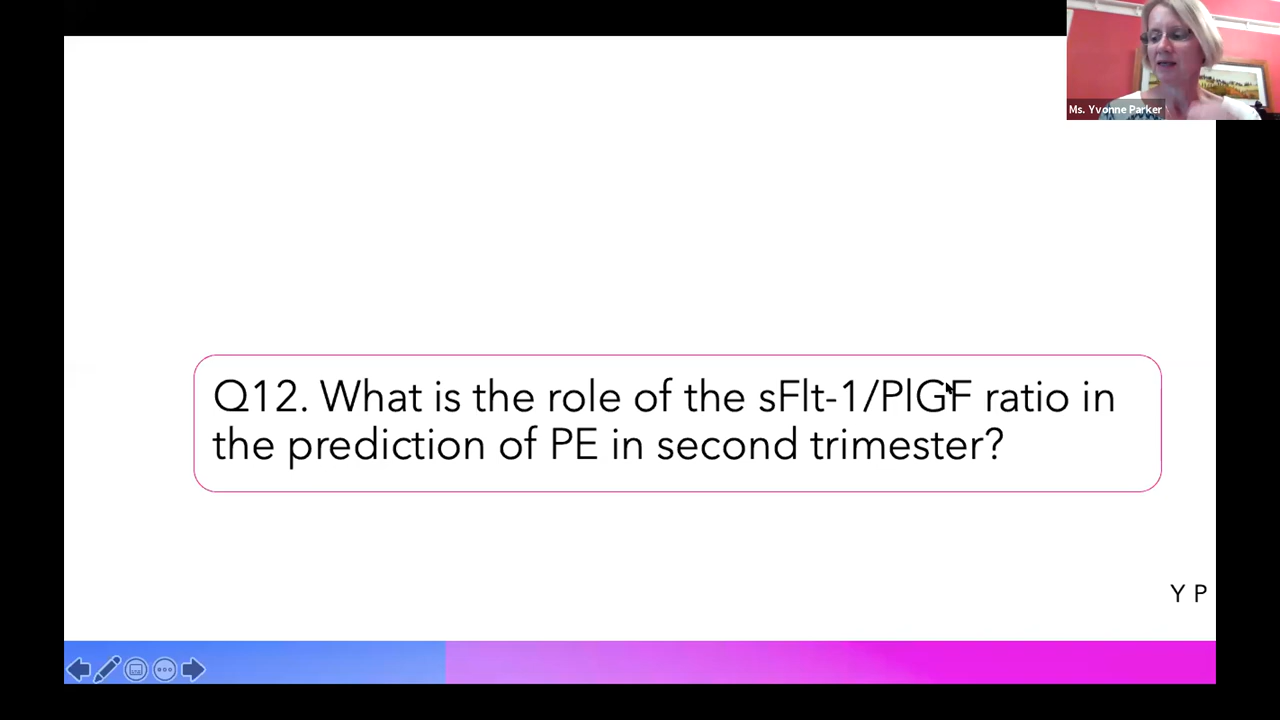 Ms. Yvonne Parker
Q12. What is the role of the sFlt-1/PlGF ratio in
the prediction of PE in second trimester?
Y P